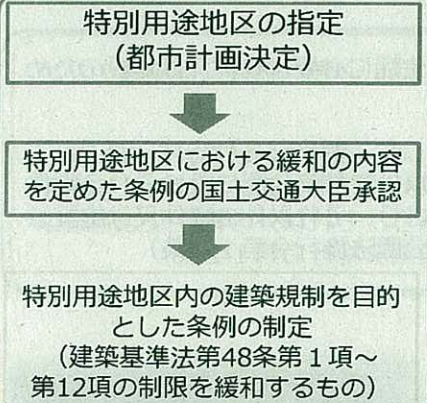 特別用途地区の指定
（都市計画決定）
特別用途地区における緩和の内容
を定めた条例の国土交通大臣承認
特別用途地区内の建築規制を目的
とした条例の制定
（建築基準法第48条第１項～
第12項の制限を緩和するもの）